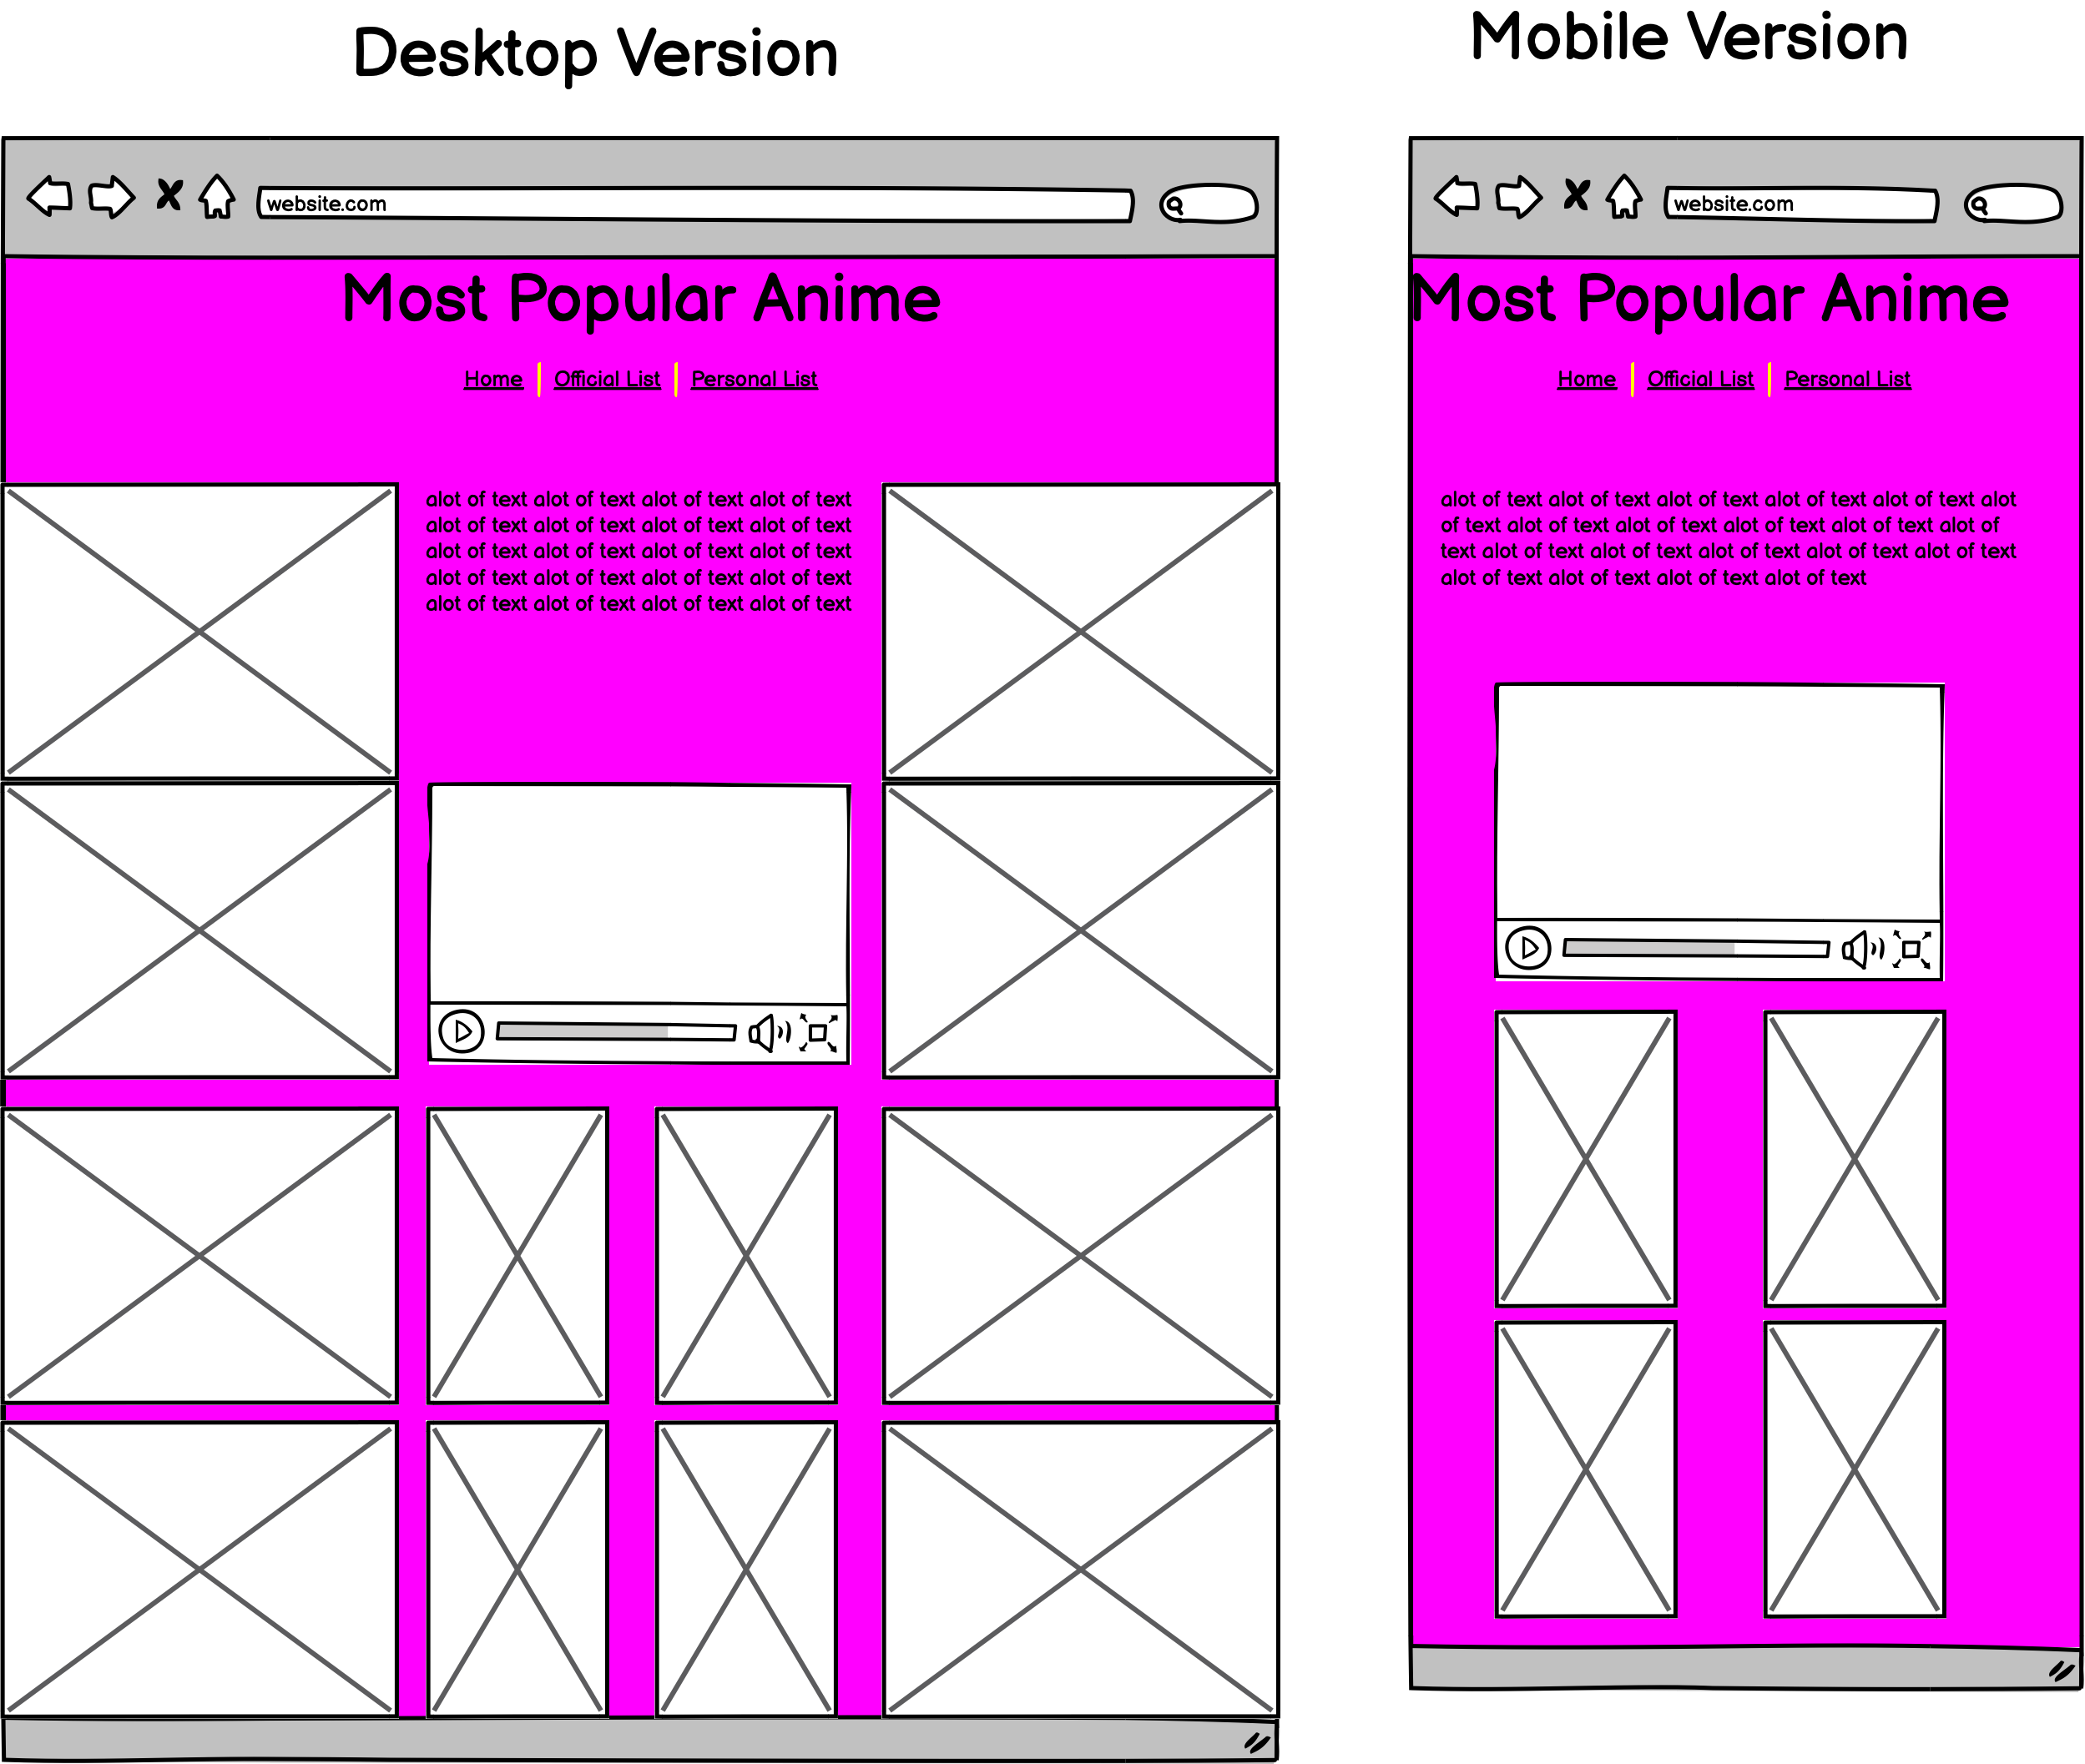 Desktop Version
website.com
Most Popular Anime
Home
Official List
Personal List
alot of text alot of text alot of text alot of text
alot of text alot of text alot of text alot of text
alot of text alot of text alot of text alot of text
alot of text alot of text alot of text alot of text
alot of text alot of text alot of text alot of text
Mobile Version
website.com
Most Popular Anime
Home
Official List
Personal List
alot of text alot of text alot of text alot of text alot of text alot
of text alot of text alot of text alot of text alot of text alot of
text alot of text alot of text alot of text alot of text alot of text
alot of text alot of text alot of text alot of text